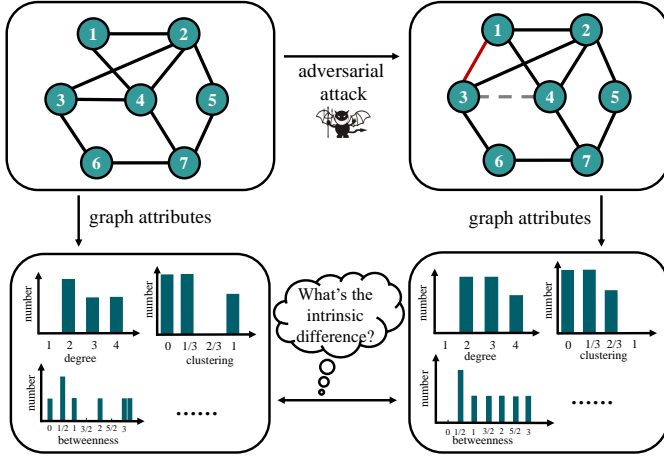 1 2
3 4 5
6 7
adversarial
attack
1 2
3 4 5
6 7
graph attributes
graph attributes
number
1 2 3 4
degree
number
0 1/3 2/3 1
clustering
number
0 1/2 1 3/2 2 5/2 3
betweenness
......
What's the
intrinsic
difference?
number
1 2 3 4
degree
number
0 1/3 2/3 1
clustering
number
0 1/2 1 3/2 2 5/2 3
betweenness
......